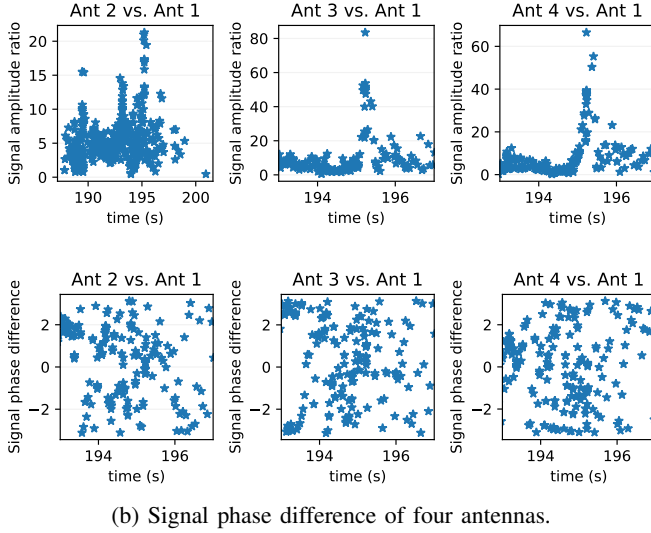 Ant 2 vs. Ant 1 Ant 3 vs. Ant 1 Ant 4 vs. Ant 1
Signal amplitude ratio
20
15
10
5
0
190 195 200
time (s)
Signal amplitude ratio
80
60
40
20
0
194 196
time (s)
Signal amplitude ratio
60
40
20
0
194 196
time (s)
Ant 2 vs. Ant 1 Ant 3 vs. Ant 1 Ant 4 vs. Ant 1
Signal phase difference
2
0
−2
194 196
time (s)
Signal phase difference
2
0
−2
194 196
time (s)
Signal phase difference
2
0
−2
194 196
time (s)
(b) Signal phase difference of four antennas.